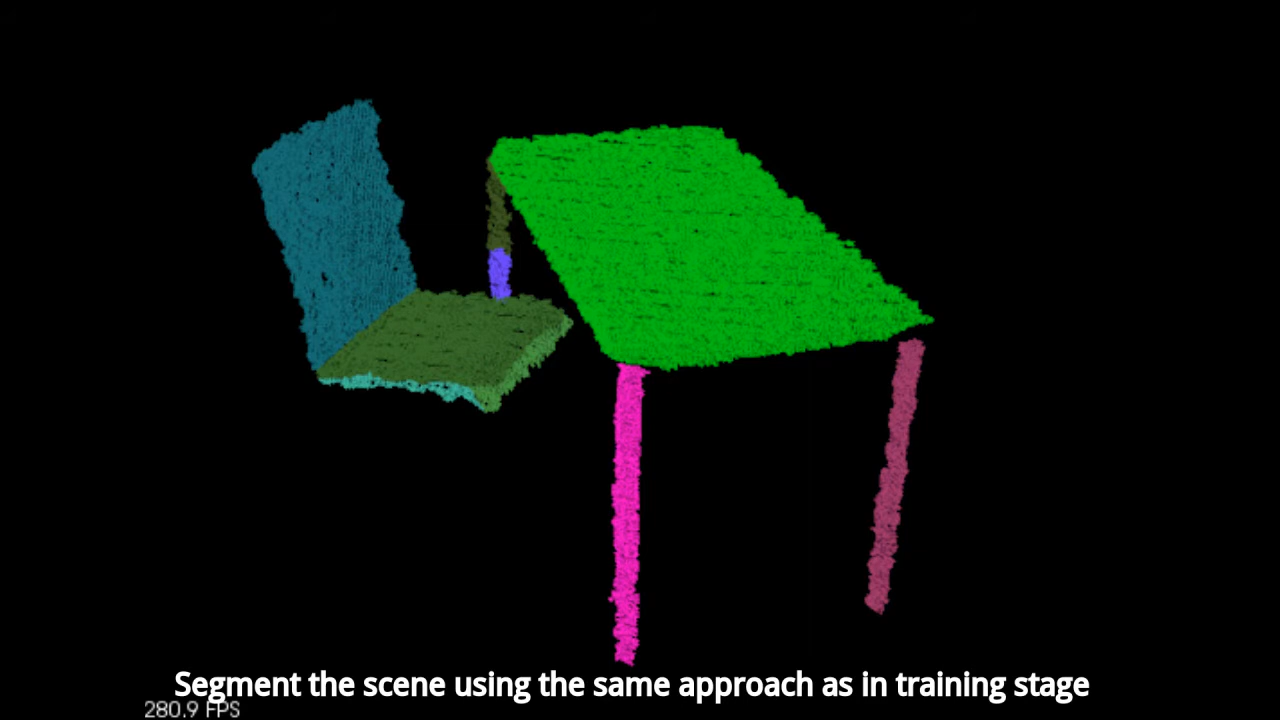 Segment the scene using the same approach as in training stage
280.9 FPS